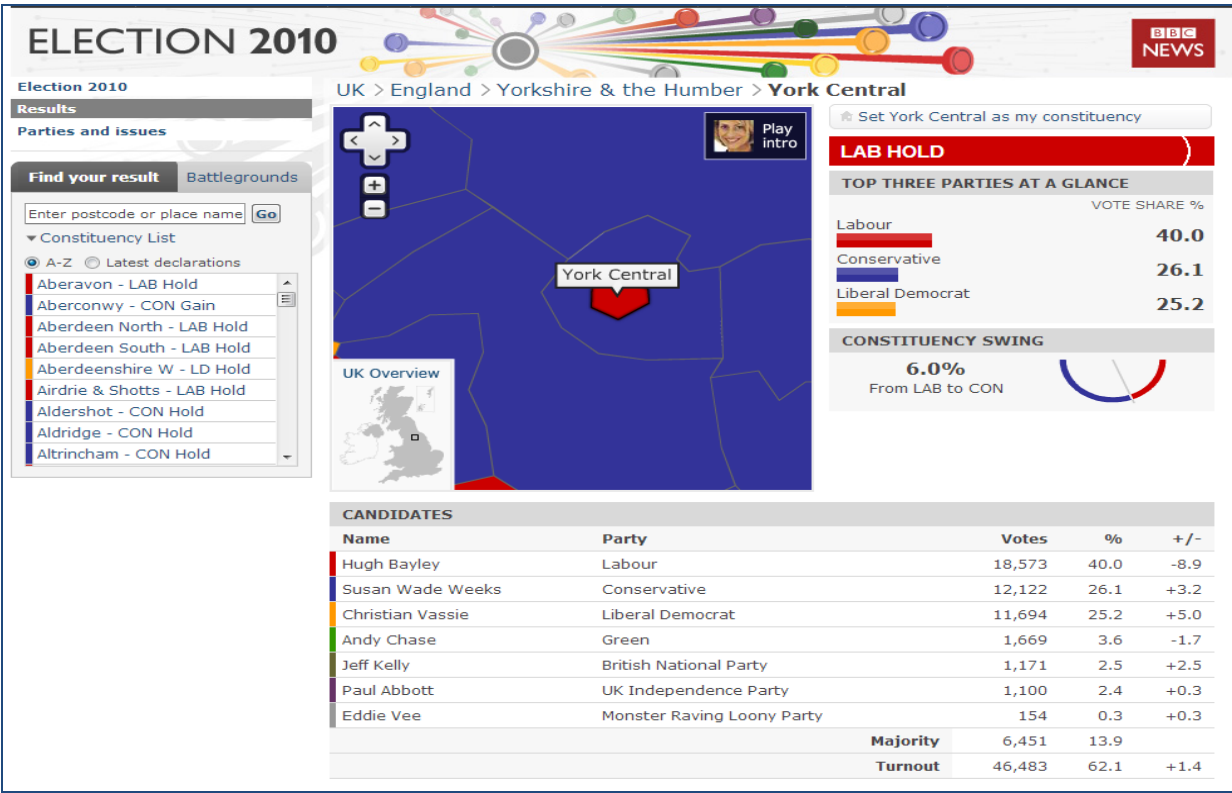 ELECTION 2010
BBC
NEWS
Election 2010
Results
Parties and issues
Find your result Battlegrounds
Enter postcode or place name Go
Constituency List
A-Z Latest declarations
Aberavon - LAB Hold
Aberconwy - CON Gain
Aberdeen North - LAB Hold
Aberdeen South - LAB Hold
Aberdeenshire W - LD Hold
Airdrie & Shotts - LAB Hold
Aldershot - CON Hold
Aldridge - CON Hold
Altrincham - CON Hold
UK > England > Yorkshire & the Humber > York Central
Play
intro
York Central
UK Overview
Set York Central as my constituency
LAB HOLD
TOP THREE PARTIES AT A GLANCE
VOTE SHARE %
Labour 40.0
Conservative 26.1
Liberal Democrat 25.2
CONSTITUENCY SWING
6.0%
From LAB to CON
CANDIDATES
Name Party Votes % +/-
Hugh Bayley Labour 18,573 40.0 -8.9
Susan Wade Weeks Conservative 12,122 26.1 +3.2
Christian Vassie Liberal Democrat 11,694 25.2 +5.0
Andy Chase Green 1,669 3.6 -1.7
Jeff Kelly British National Party 1,171 2.5 +2.5
Paul Abbott UK Independence Party 1,100 2.4 +0.3
Eddie Vee Monster Raving Loony Party 154 0.3 +0.3
Majority 6,451 13.9
Turnout 46,483 62.1 +1.4